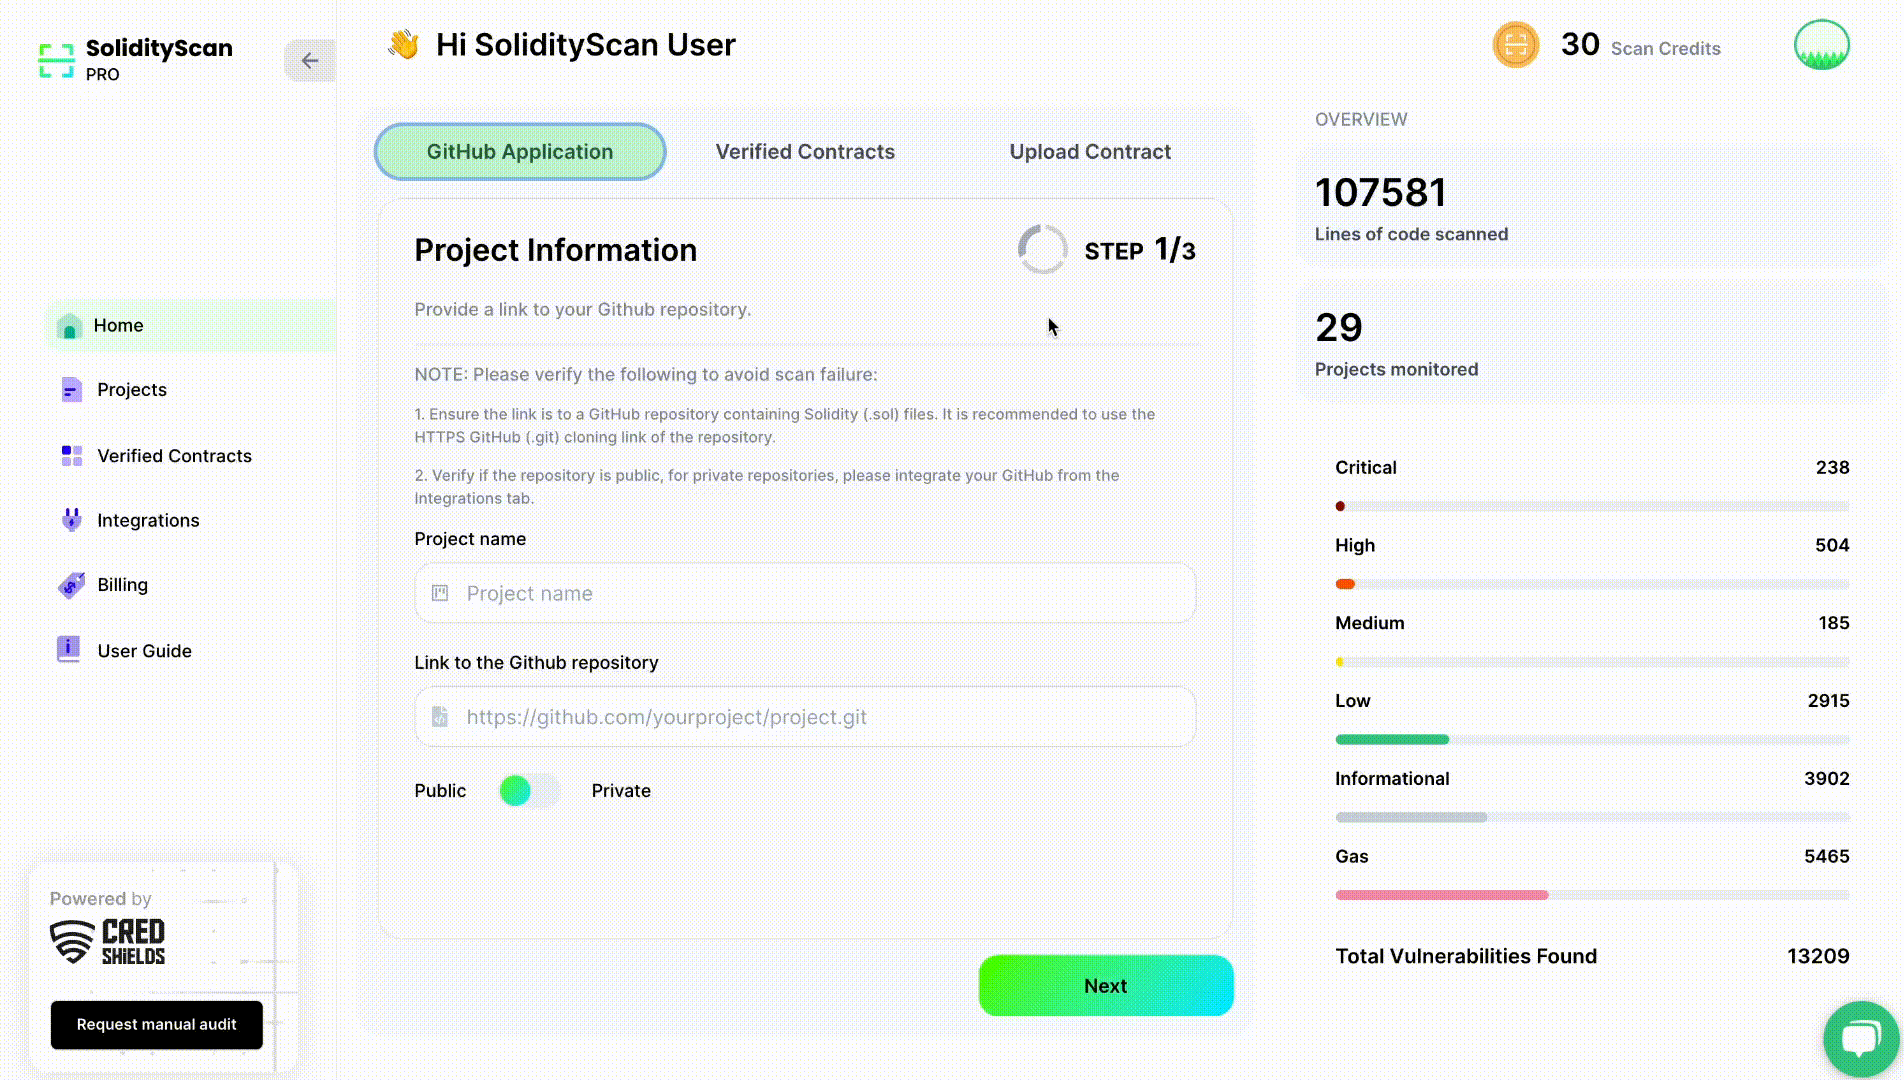 SolidityScan
PRO
Home
Projects
Verified Contracts
Integrations
Billing
User Guide
Powered by
CRED
SHiELDS
Request manual audit
Hi SolidityScan User
30 Scan Credits
GitHub Application
Verified Contracts
Upload Contract
Project Information
STEP 1/3
Provide a link to your Github repository.
NOTE: Please verify the following to avoid scan failure:
1. Ensure the link is to a GitHub repository containing Solidity (.sol) files. It is recommended to use the
HTTPS GitHub (.git) cloning link of the repository.
2. Verify if the repository is public, for private repositories, please integrate your GitHub from the
Integrations tab.
Project name
Project name
Link to the Github repository
https://github.com/yourproject/project.git
Public
Private
Next
OVERVIEW
107581
Lines of code scanned
29
Projects monitored
Critical 238
High 504
Medium 185
Low 2915
Informational 3902
Gas 5465
Total Vulnerabilities Found 13209